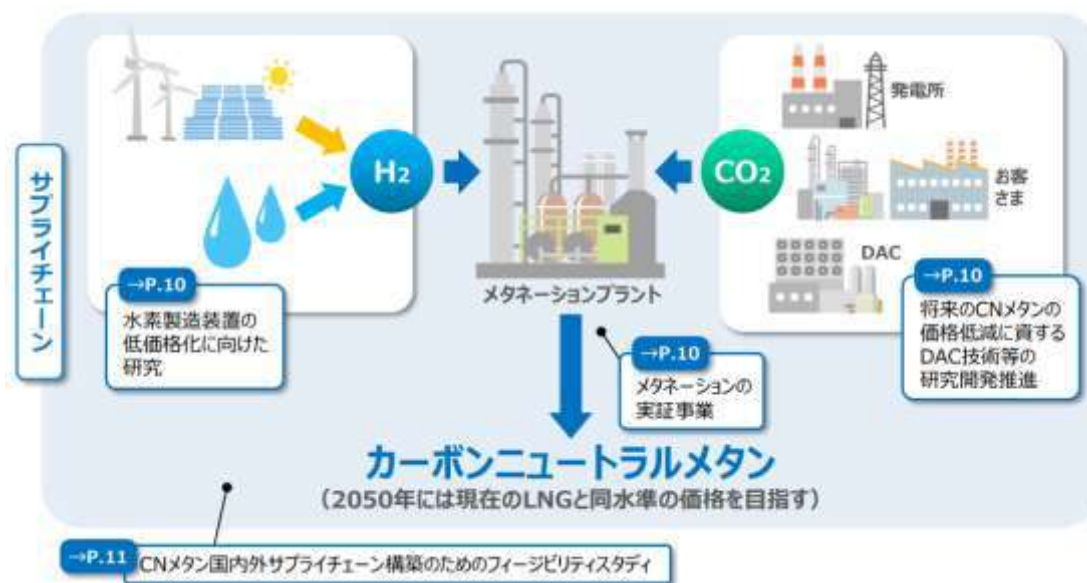 サプライチェーン
H2
CO2
発電所
お客
さま
DAC
メタネーションプラント
→P.10
水素製造装置の
低価格化に向けた
研究
→P.10
メタネーションの
実証事業
→P.10
将来のCNメタンの
価格低減に資する
DAC技術等の
研究開発推進
カーボンニュートラルメタン
（2050年には現在のLNGと同水準の価格を目指す）
→P.11
CNメタン国内外サプライチェーン構築のためのフィージビリティスタディ